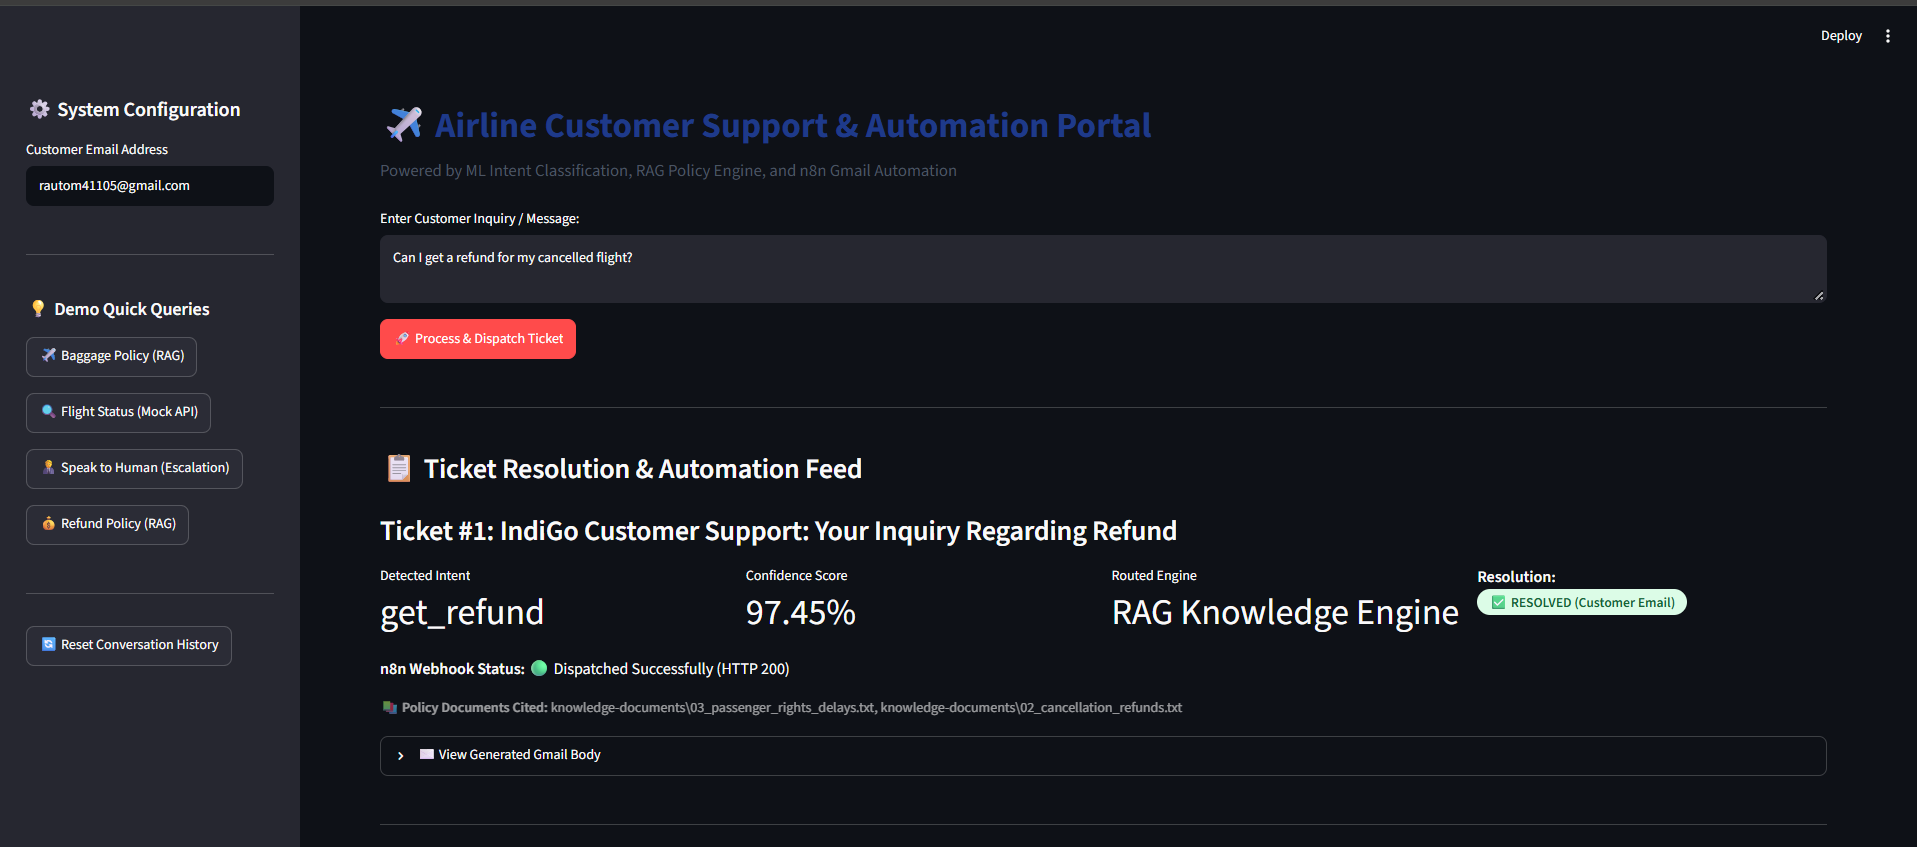 Deploy
System Configuration
Customer Email Address
rautom41105@gmail.com
Demo Quick Queries
Baggage Policy (RAG)
Flight Status (Mock API)
Speak to Human (Escalation)
Refund Policy (RAG)
Reset Conversation History
Airline Customer Support & Automation Portal
Powered by ML Intent Classification, RAG Policy Engine, and n8n Gmail Automation
Enter Customer Inquiry / Message:
Can I get a refund for my cancelled flight?
Process & Dispatch Ticket
Ticket Resolution & Automation Feed
Ticket #1: IndiGo Customer Support: Your Inquiry Regarding Refund
Detected Intent
get_refund
Confidence Score
97.45%
Routed Engine
RAG Knowledge Engine
Resolution:
RESOLVED (Customer Email)
n8n Webhook Status: Dispatched Successfully (HTTP 200)
Policy Documents Cited: knowledge-documents\03_passenger_rights_delays.txt, knowledge-documents\02_cancellation_refunds.txt
View Generated Gmail Body